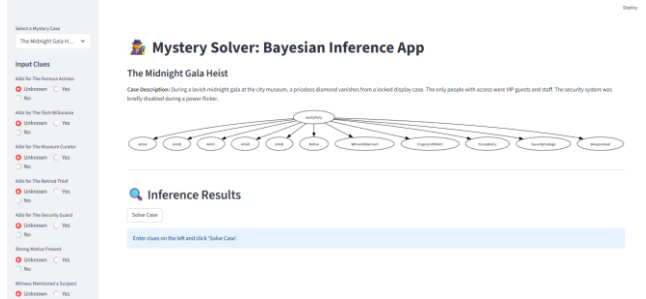 Deploy
Select a Mystery Case
The Midnight Gala H...
Input Clues
Alibi for The Famous Actress
Unknown Yes
No
Alibi for The Tech Billionaire
Unknown Yes
No
Alibi for The Museum Curator
Unknown Yes
No
Alibi for The Retired Thief
Unknown Yes
No
Alibi for The Security Guard
Unknown Yes
No
Strong Motive Present
Unknown Yes
No
Witness Mentioned a Suspect
Unknown Yes
Mystery Solver: Bayesian Inference App
The Midnight Gala Heist
Case Description: During a lavish midnight gala at the city museum, a priceless diamond vanishes from a locked display case. The only people with access were VIP guests and staff. The security system was
briefly disabled during a power flicker.
GuiltyParty
Motive WitnessStatement FingerprintMatch ForcedEntry SecurityFootage WeaponUsed
Inference Results
Solve Case
Enter clues on the left and click 'Solve Case'.